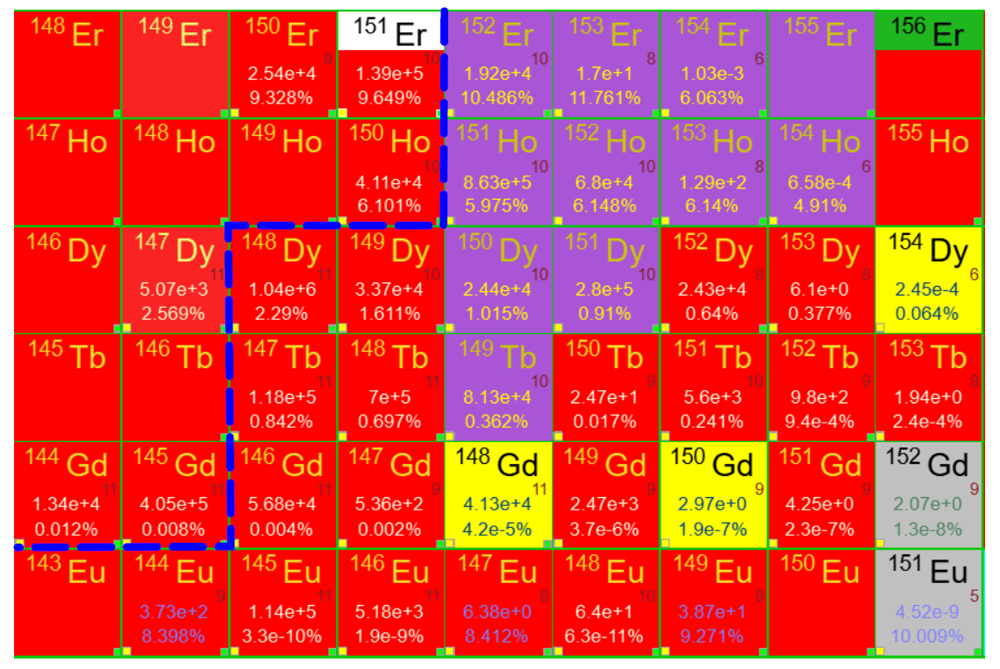 148 Er 149 Er 150 Er 151 Er 152 Er 153 Er 154 Er 155 Er 156 Er
9 10 10 8 6
2.54e+4 1.39e+5 1.92e+4 1.7e+1 1.03e-3
9.328% 9.649% 10.486% 11.761% 6.063%
147 Ho 148 Ho 149 Ho 150 Ho 151 Ho 152 Ho 153 Ho 154 Ho 155 Ho
10 10 10 8 6
4.11e+4 8.63e+5 6.8e+4 1.29e+2 6.58e-4
6.101% 5.975% 6.148% 6.14% 4.91%
146 Dy 147 Dy 148 Dy 149 Dy 150 Dy 151 Dy 152 Dy 153 Dy 154 Dy
11 11 10 10 10 9 8 6
5.07e+3 1.04e+6 3.37e+4 2.44e+4 2.8e+5 2.43e+4 6.1e+0 2.45e-4
2.569% 2.29% 1.611% 1.015% 0.91% 0.64% 0.377% 0.064%
145 Tb 146 Tb 147 Tb 148 Tb 149 Tb 150 Tb 151 Tb 152 Tb 153 Tb
11 11 10 9 10 9 8
1.18e+5 7e+5 8.13e+4 2.47e+1 5.6e+3 9.8e+2 1.94e+0
0.842% 0.697% 0.362% 0.017% 0.241% 9.4e-4% 2.4e-4%
144 Gd 145 Gd 146 Gd 147 Gd 148 Gd 149 Gd 150 Gd 151 Gd 152 Gd
11 11 11 9 11 9 9 9 9
1.34e+4 4.05e+5 5.68e+4 5.36e+2 4.13e+4 2.47e+3 2.97e+0 4.25e+0 2.07e+0
0.012% 0.008% 0.004% 0.002% 4.2e-5% 3.7e-6% 1.9e-7% 2.3e-7% 1.3e-8%
143 Eu 144 Eu 145 Eu 146 Eu 147 Eu 148 Eu 149 Eu 150 Eu 151 Eu
9 11 11 8 10 9 5
3.73e+2 1.14e+5 5.18e+3 6.38e+0 6.4e+1 3.87e+1 4.52e-9
8.398% 3.3e-10% 1.9e-9% 8.412% 6.3e-11% 9.271% 10.009%